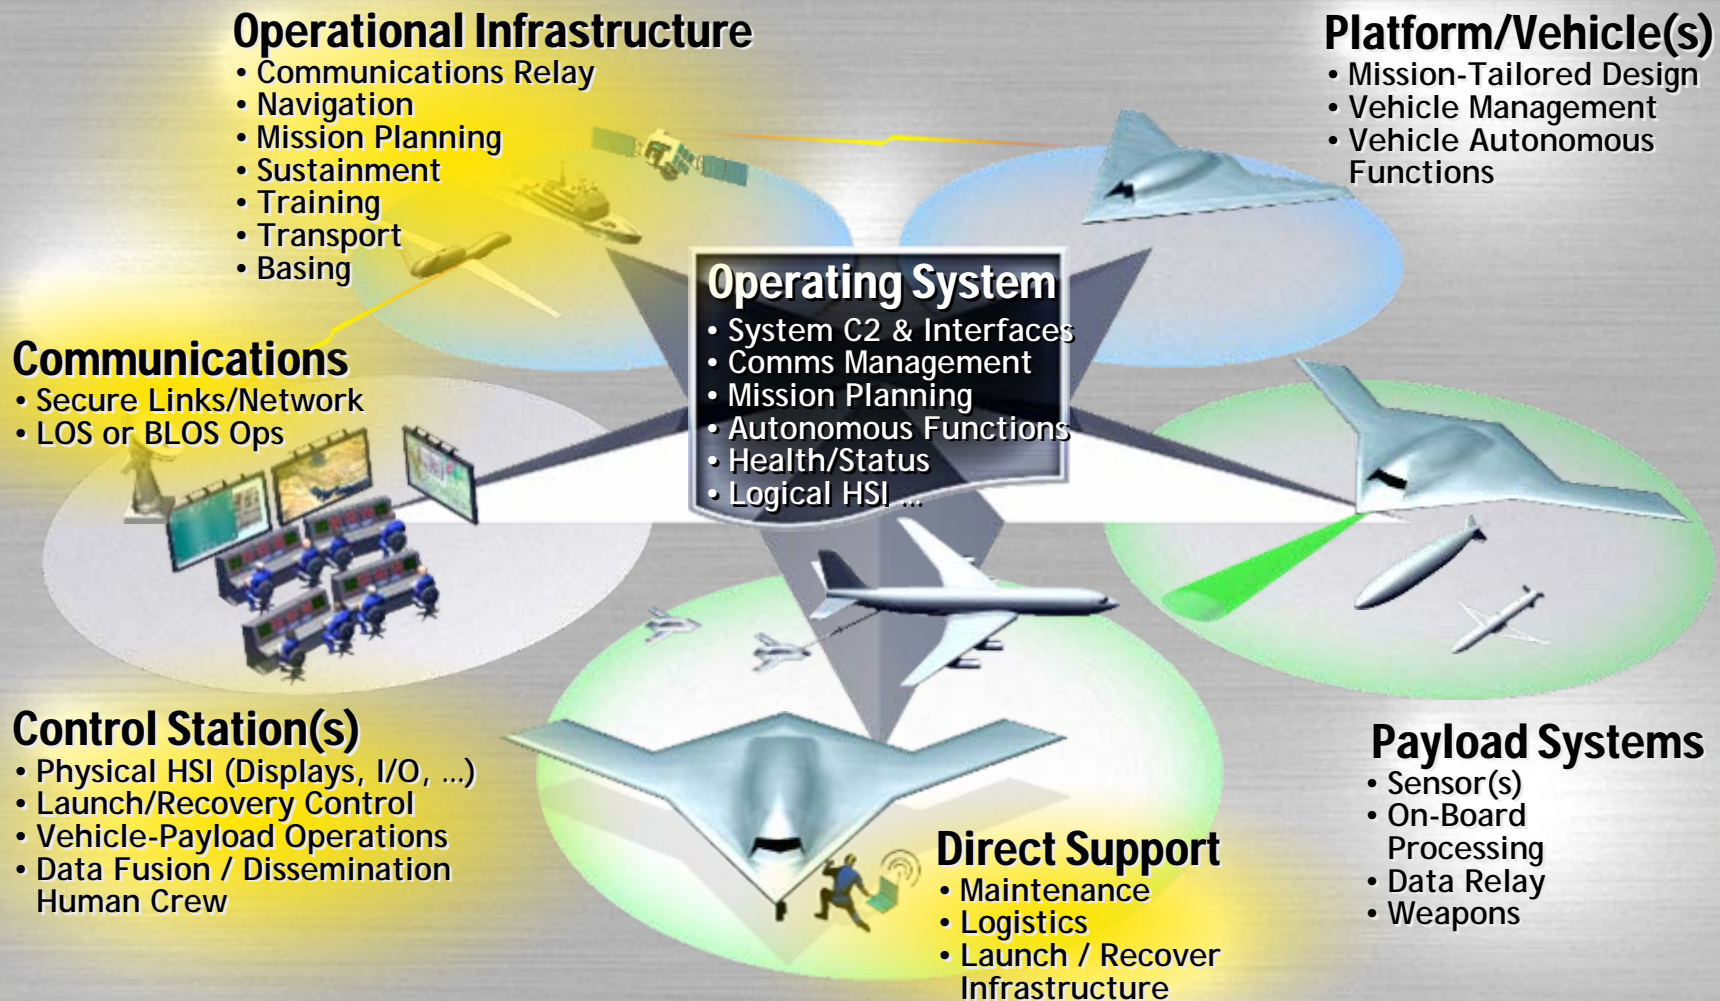 Operational Infrastructure
• Communications Relay
• Navigation
• Mission Planning
• Sustainment
• Training
• Transport
• Basing
Platform/Vehicle(s)
• Mission-Tailored Design
• Vehicle Management
• Vehicle Autonomous
Functions
Operating System
• System C2 & Interfaces
• Comms Management
• Mission Planning
• Autonomous Functions
• Health/Status
• Logical HSI ...
Communications
• Secure Links/Network
• LOS or BLOS Ops
Control Station(s)
• Physical HSI (Displays, I/O, ...)
• Launch/Recovery Control
• Vehicle-Payload Operations
• Data Fusion / Dissemination
Human Crew
Direct Support
• Maintenance
• Logistics
• Launch / Recover
Infrastructure
Payload Systems
• Sensor(s)
• On-Board
Processing
• Data Relay
• Weapons